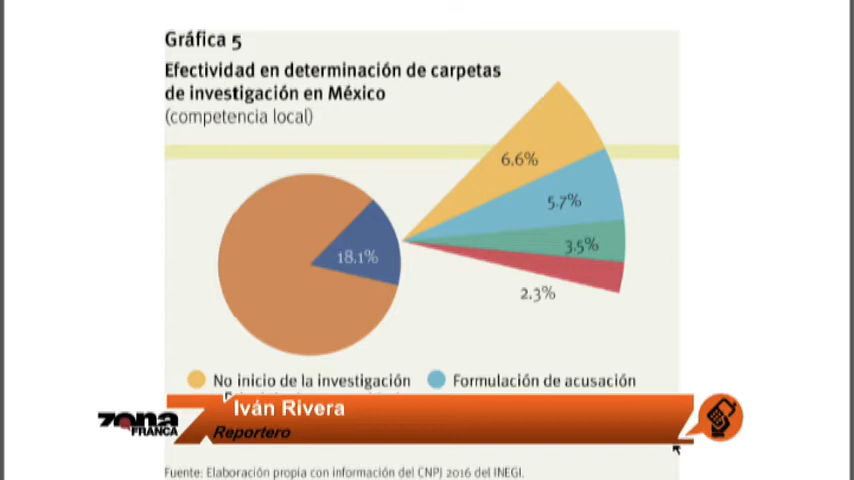 Gráfica 5
Efectividad en determinación de carpetas
de investigación en México
(competencia local)
6.6%
5.7%
18.1%
3.5%
2.3%
No inicio de la investigación
Formulación de acusación
Iván Rivera
Reportero
zona
FRANCA
Fuente: Elaboración propia con información del CNPJ 2016 del INEGI.